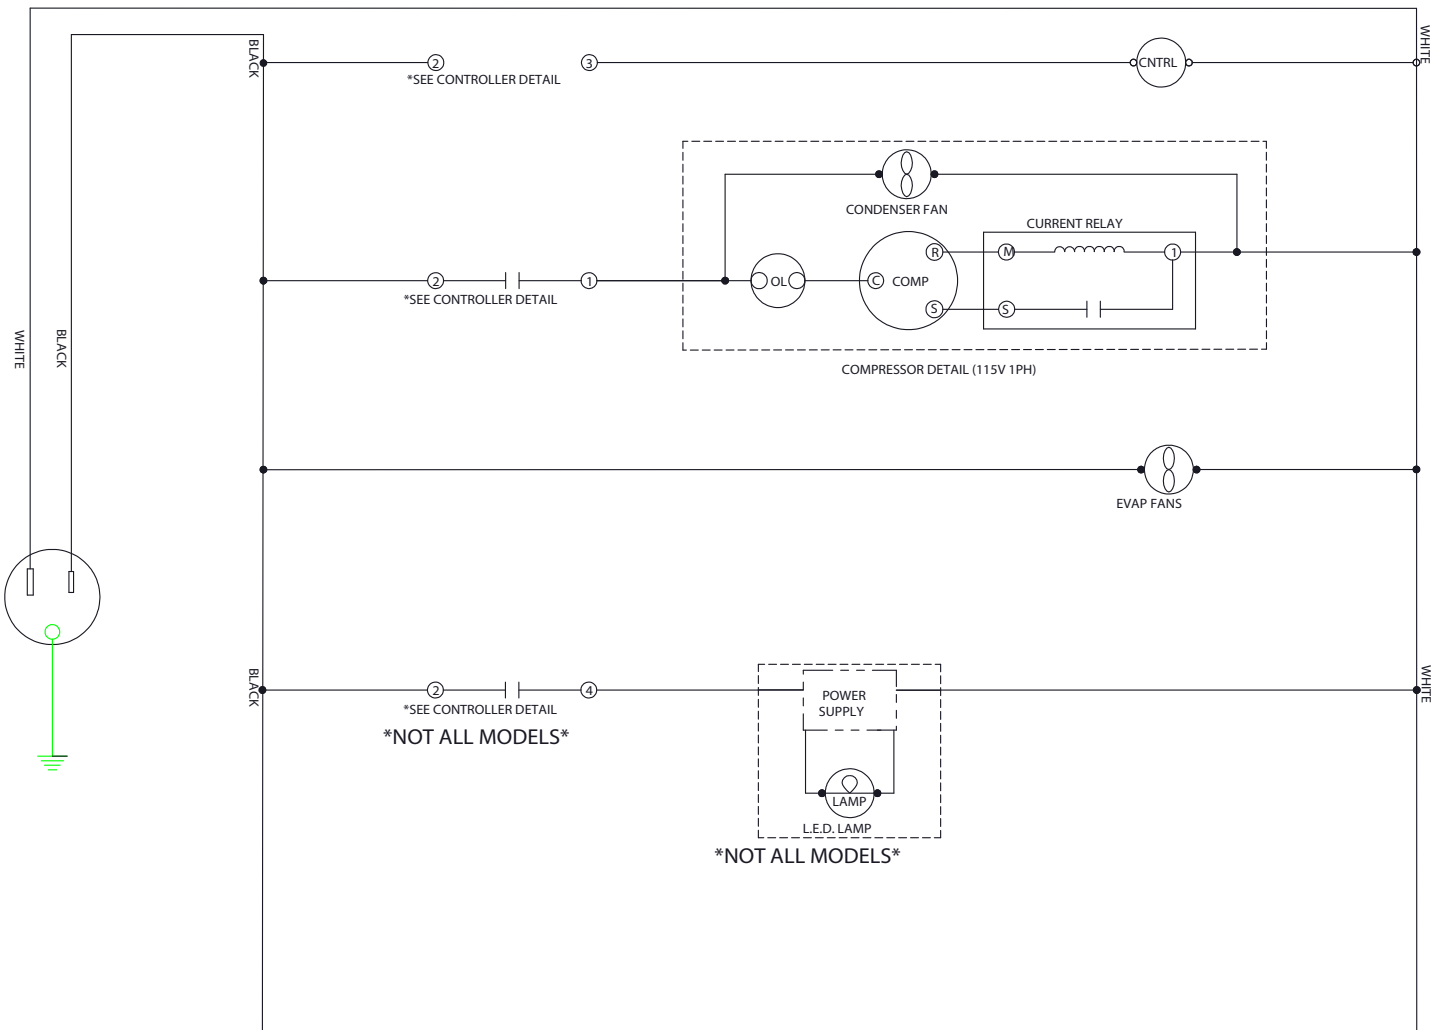 BLACK
WHITE
2
3
CNTRL
*SEE CONTROLLER DETAIL
CONDENSER FAN
CURRENT RELAY
R
M
1
2
1
OL
C
COMP
S
S
*SEE CONTROLLER DETAIL
WHITE
BLACK
COMPRESSOR DETAIL (115V 1PH)
EVAP FANS
BLACK
WHITE
2
4
POWER
SUPPLY
*SEE CONTROLLER DETAIL
*NOT ALL MODELS*
LAMP
L.E.D. LAMP
*NOT ALL MODELS*